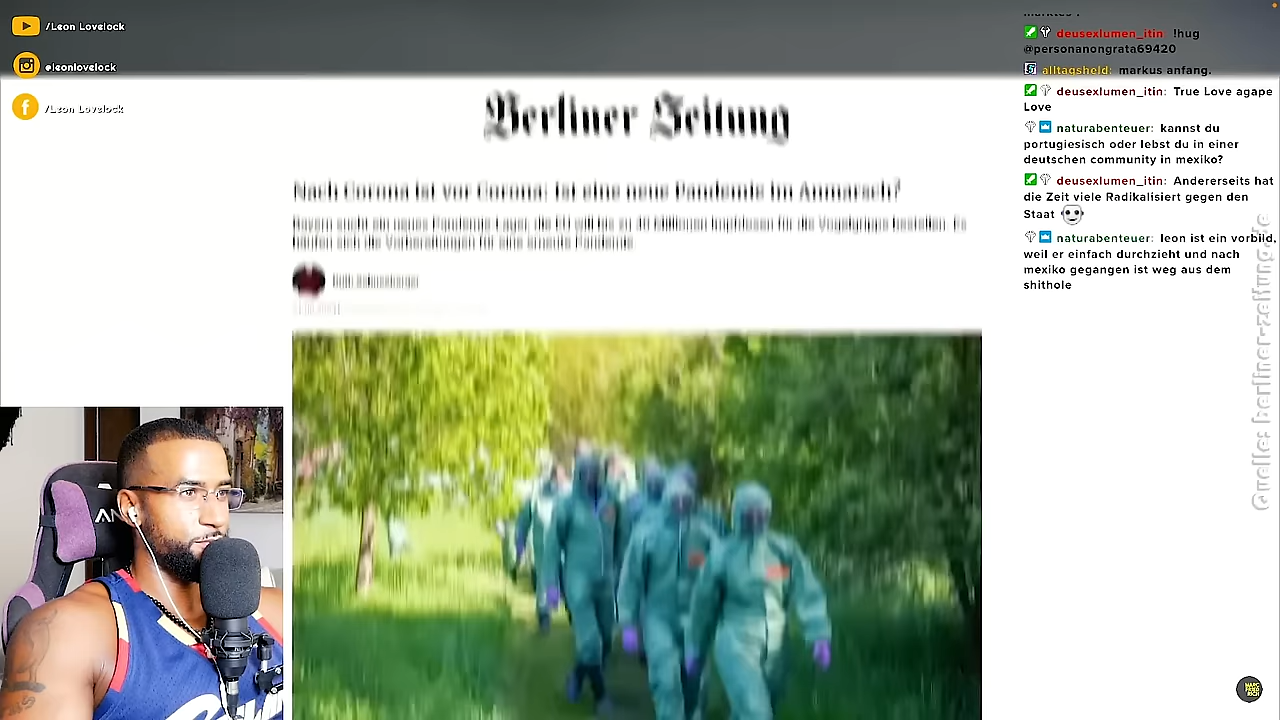 /Leon Lovelock
@leonlovelock
/Leon Lovelock
Berliner Zeitung
Nach Corona ist vor Corona: Ist eine neue Pandemie im Anmarsch?
deusexlumen_itin: !hug
@personanongrata69420
alltagsheld: markus anfang.
deusexlumen_itin: True Love agape
Love
naturabenteuer: kannst du
portugiesisch oder lebst du in einer
deutschen community in mexiko?
deusexlumen_itin: Andererseits hat
die Zeit viele Radikalisiert gegen den
Staat
naturabenteuer: leon ist ein vorbild,
weil er einfach durchzieht und nach
mexiko gegangen ist weg aus dem
shithole
Quelle: berliner-zeitung.de
MARC
FRIED
RICH